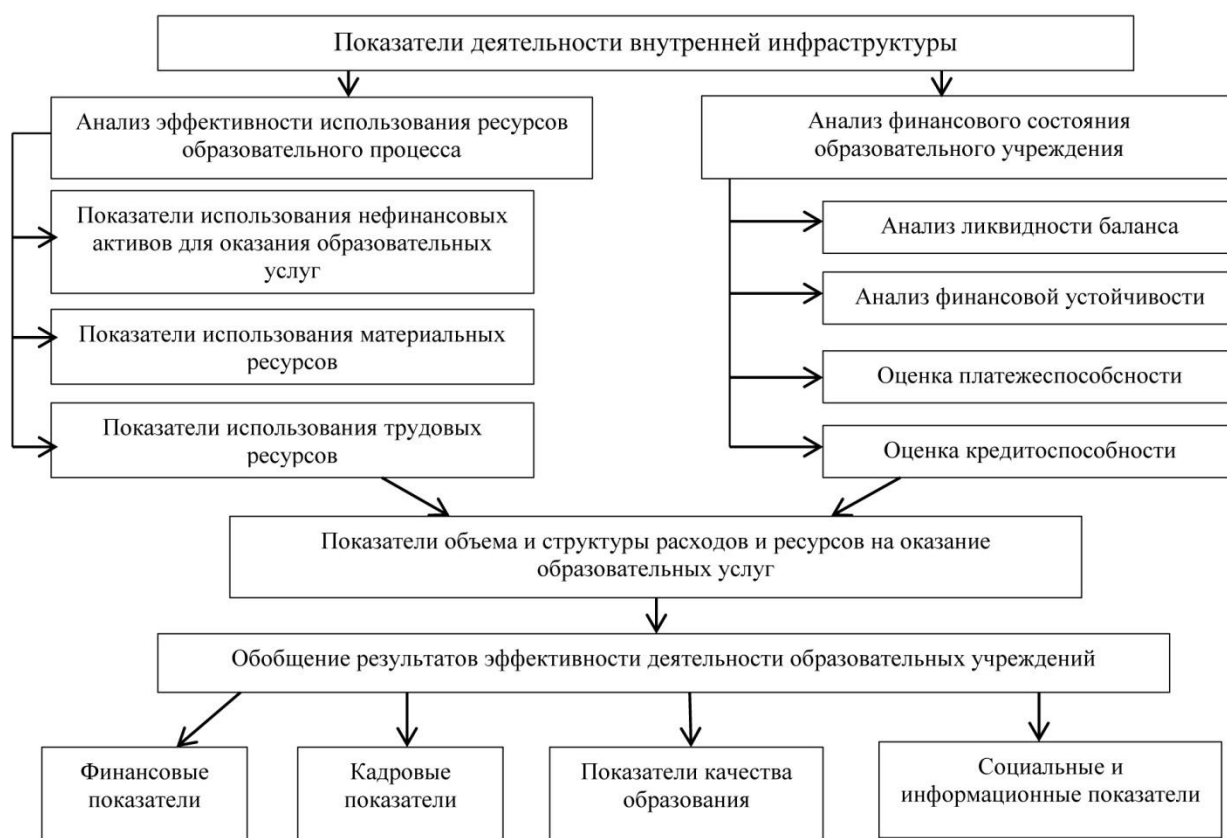 Показатели деятельности внутренней инфраструктуры
Анализ эффективности использования ресурсов
образовательного процесса
Показатели использования нефинансовых
активов для оказания образовательных
услуг
Показатели использования материальных
ресурсов
Показатели использования трудовых
ресурсов
Анализ финансового состояния
образовательного учреждения
Анализ ликвидности баланса
Анализ финансовой устойчивости
Оценка платежеспособсности
Оценка кредитоспособности
Показатели объема и структуры расходов и ресурсов на оказание
образовательных услуг
Обобщение результатов эффективности деятельности образовательных учреждений
Финансовые
показатели
Кадровые
показатели
Показатели качества
образования
Социальные и
информационные показатели